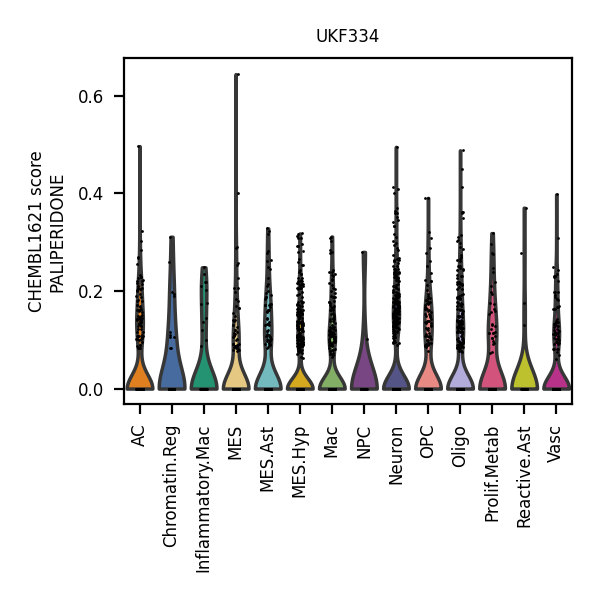 UKF334
CHEMBL1621 score
PALIPERIDONE
0.6
0.4
0.2
0.0
AC
Chromatin.Reg
Inflammatory.Mac
MES
MES.Ast
MES.Hyp
Mac
NPC
Neuron
OPC
Oligo
Prolif.Metab
Reactive.Ast
Vasc